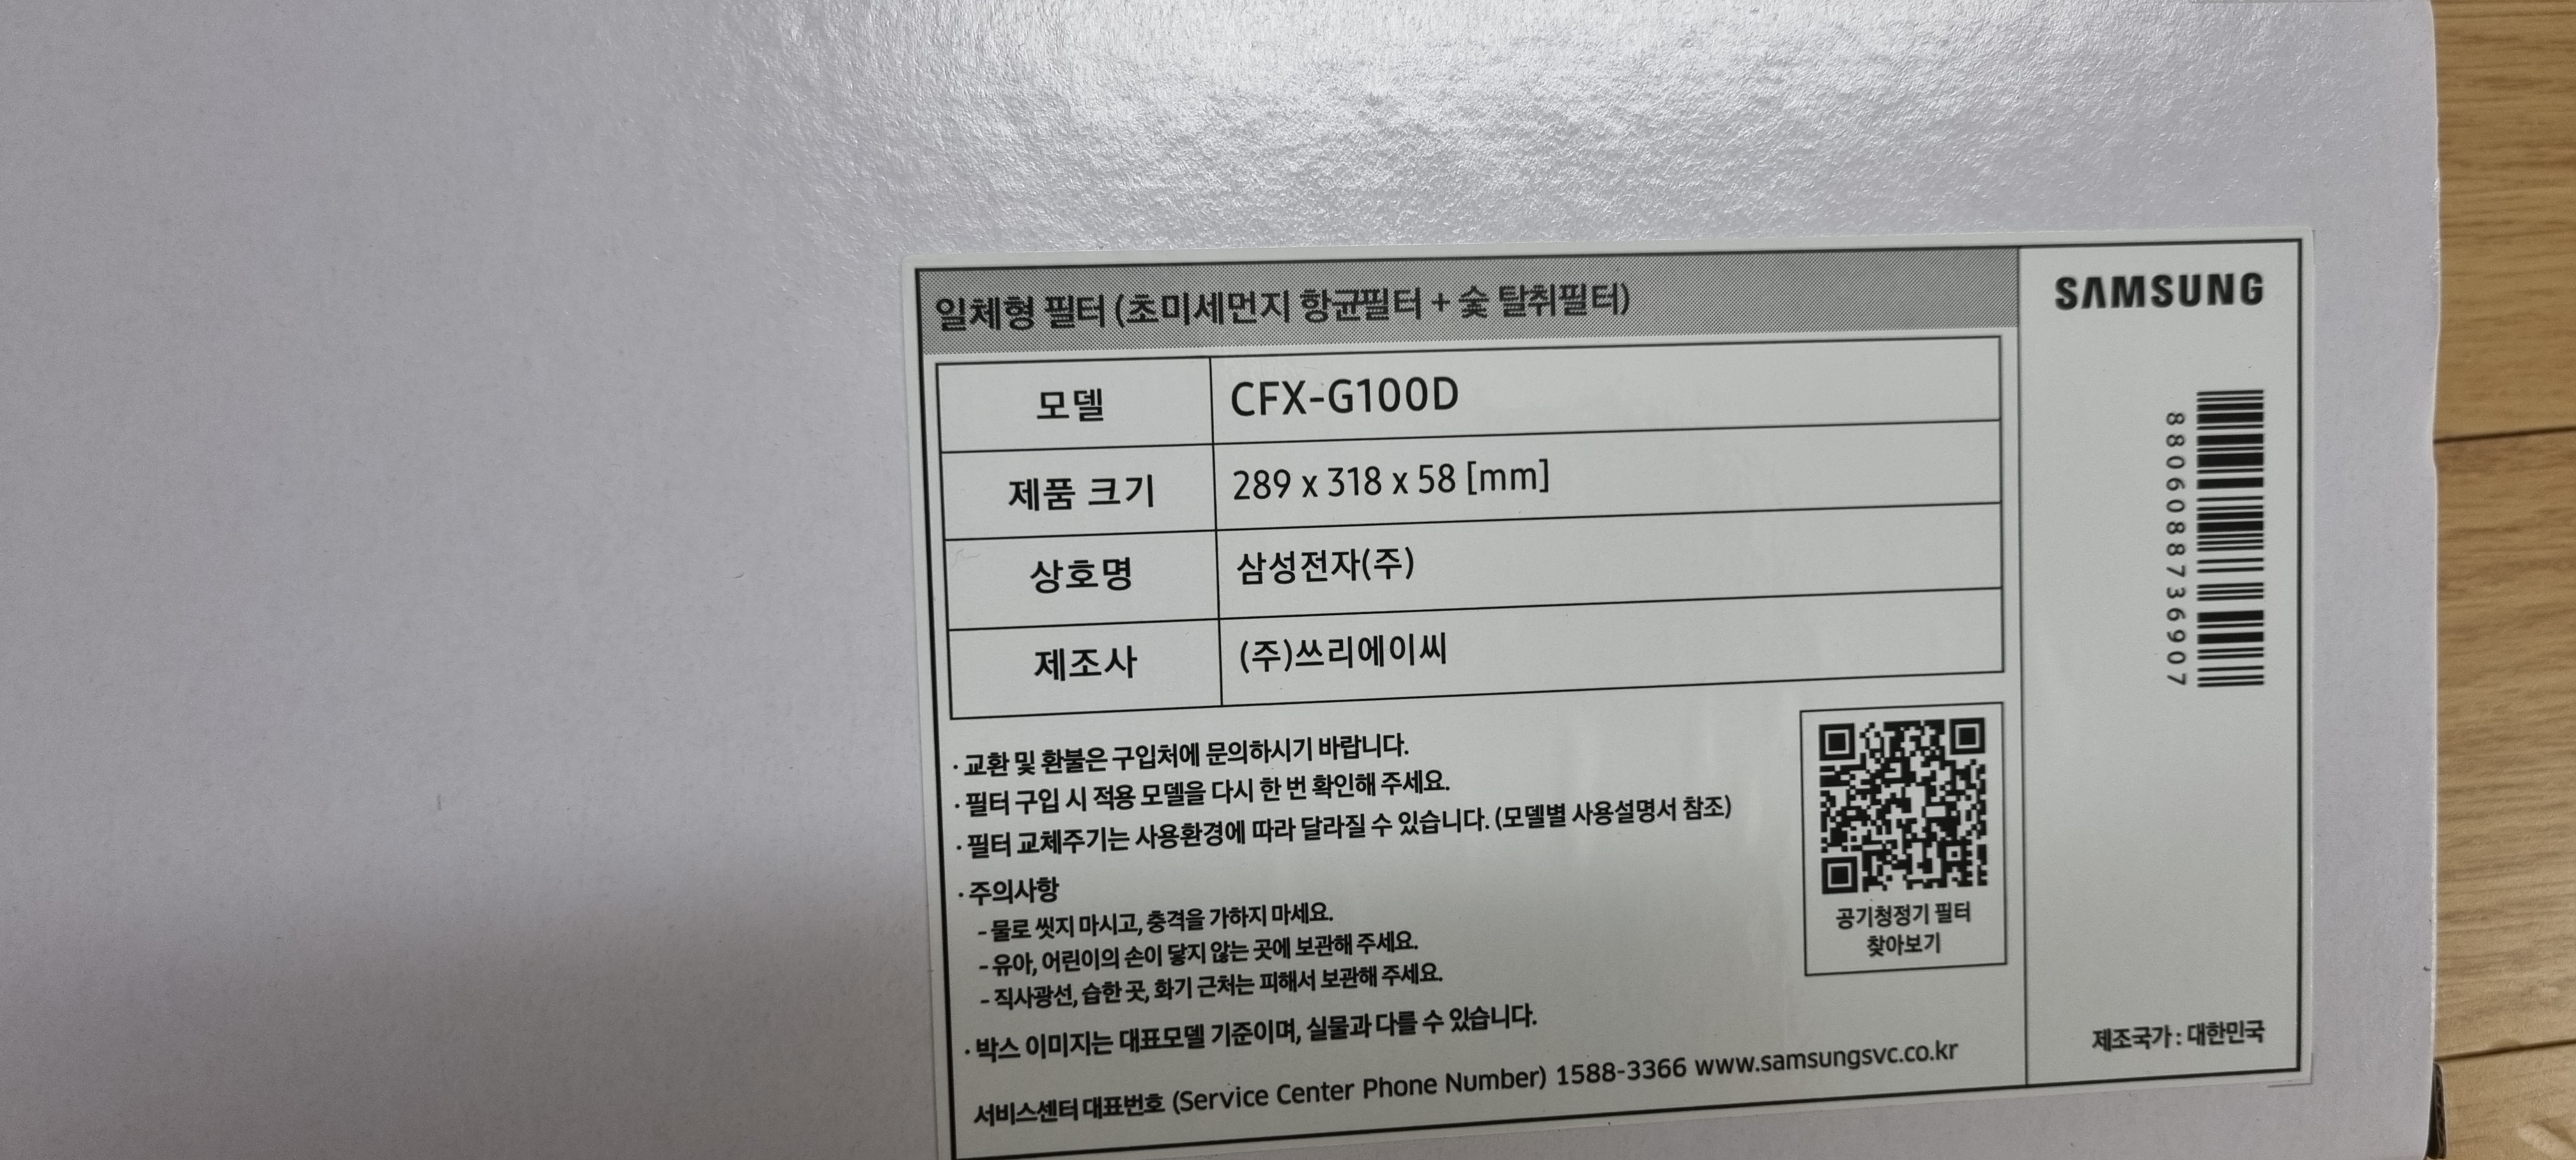 일체형 필터 (초미세먼지 항균필터 + 숯 탈취필터)
모델 CFX-G100D
제품 크기 289 x 318 x 58 [mm]
상호명 삼성전자(주)
제조사 (주)쓰리에이씨
· 교환 및 환불은 구입처에 문의하시기 바랍니다.
· 필터 구입 시 적용 모델을 다시 한 번 확인해 주세요.
· 필터 교체주기는 사용환경에 따라 달라질 수 있습니다. (모델별 사용설명서 참조)
· 주의사항
- 물로 씻지 마시고, 충격을 가하지 마세요.
- 유아, 어린이의 손이 닿지 않는 곳에 보관해 주세요.
- 직사광선, 습한 곳, 화기 근처는 피해서 보관해 주세요.
· 박스 이미지는 대표모델 기준이며, 실물과 다를 수 있습니다.
서비스센터 대표번호 (Service Center Phone Number) 1588-3366 www.samsungsvc.co.kr
공기청정기 필터
찾아보기
SAMSUNG
8806088736907
제조국가 : 대한민국